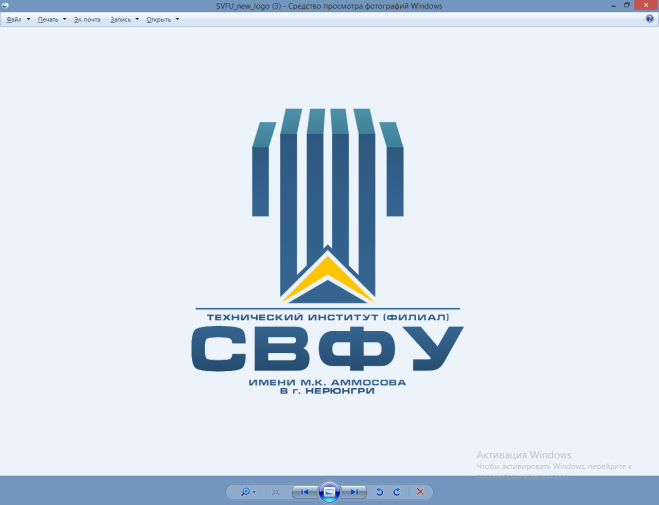 SVFU_new_logo (3) - Средство просмотра фотографий Windows
Файл Печать Эл. почта Запись Открыть
ТЕХНИЧЕСКИЙ ИНСТИТУТ (ФИЛИАЛ)
СВФУ
ИМЕНИ М.К. АММОСОВА
В г. НЕРЮНГРИ
Активация Windows
Чтобы активировать Windows, перейдите к